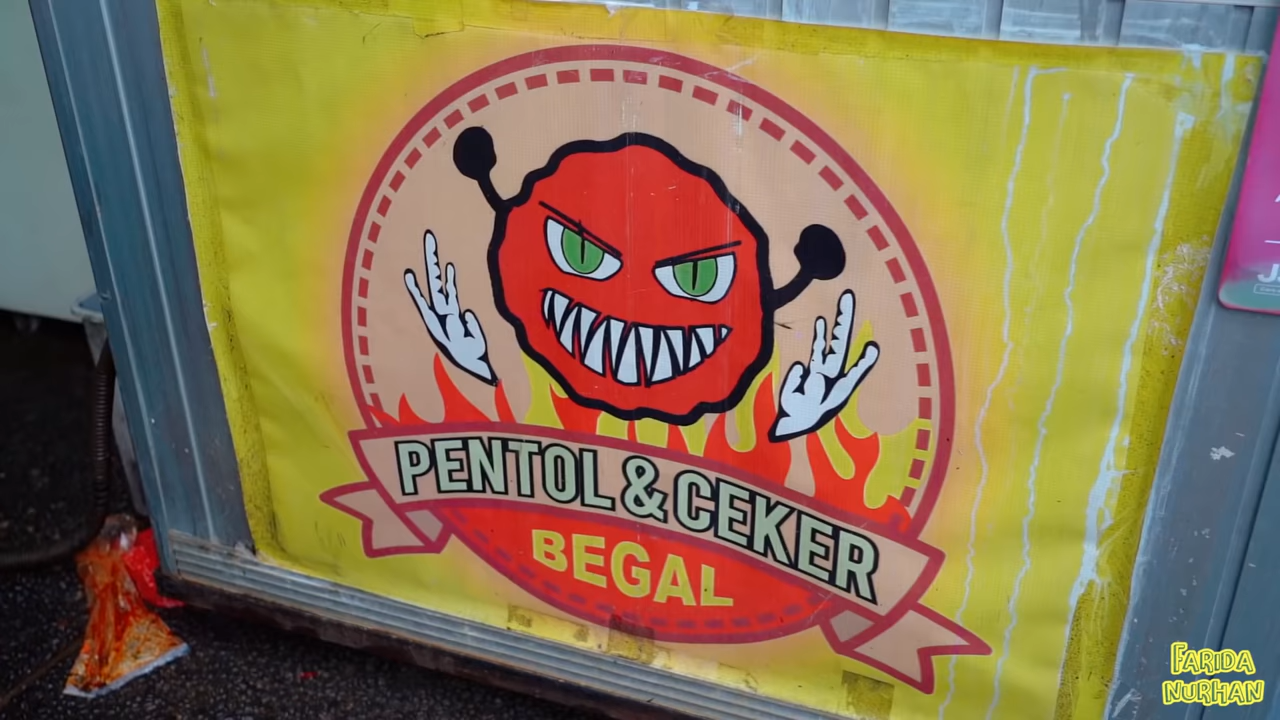 PENTOL & CEKER
BEGAL
J
FARIDA
NURHAN